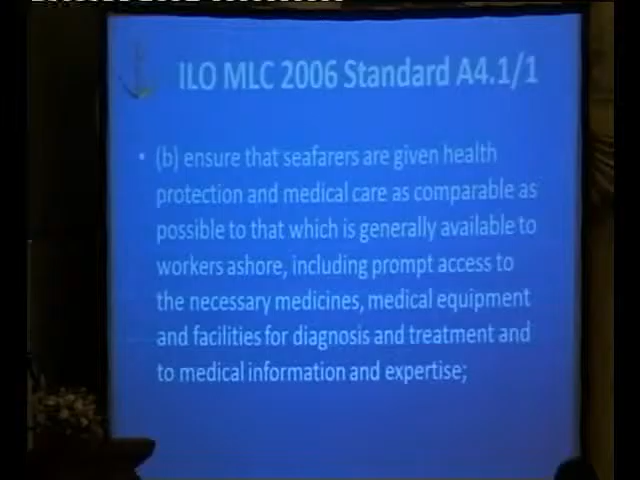 ILO MLC 2006 Standard A4.1/1
• (b) ensure that seafarers are given health
protection and medical care as comparable as
possible to that which is generally available to
workers ashore, including prompt access to
the necessary medicines, medical equipment
and facilities for diagnosis and treatment and
to medical information and expertise;